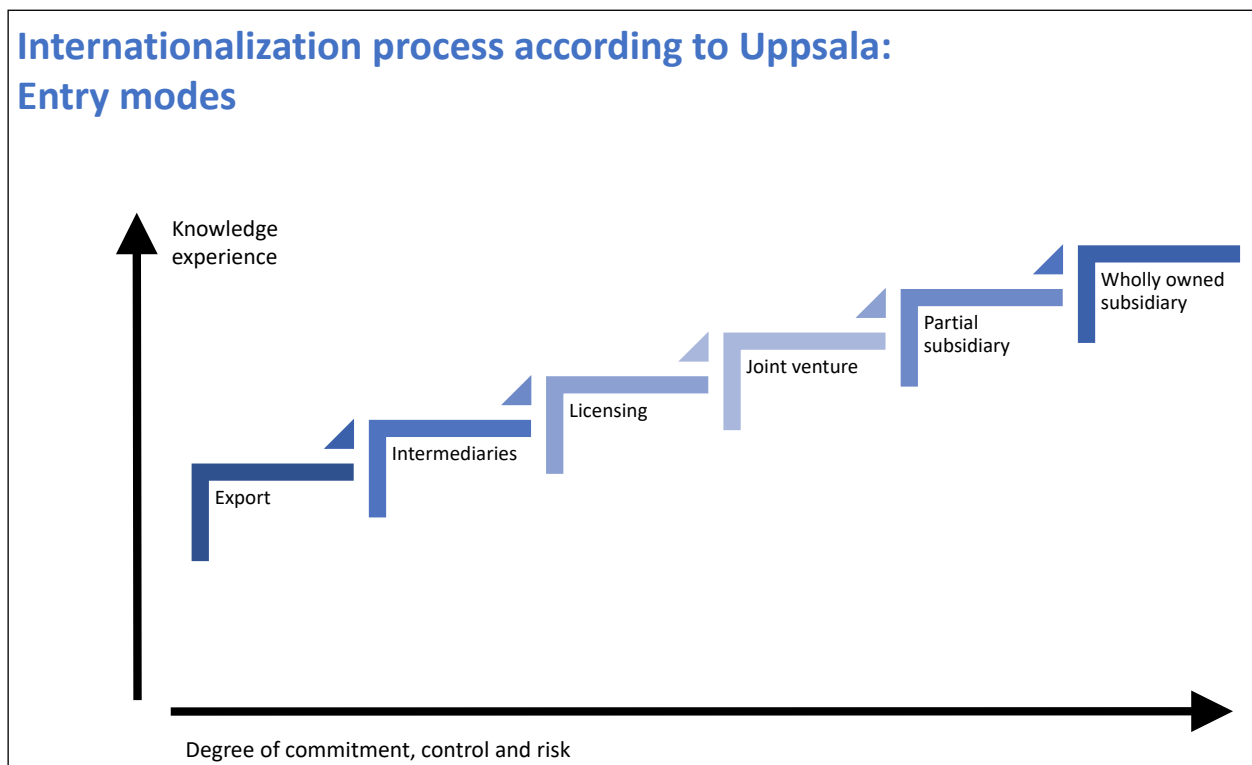 Internationalization process according to Uppsala:
Entry modes
Knowledge
experience
Wholly owned
subsidiary
Partial
subsidiary
Joint venture
Licensing
Intermediaries
Export
Degree of commitment, control and risk